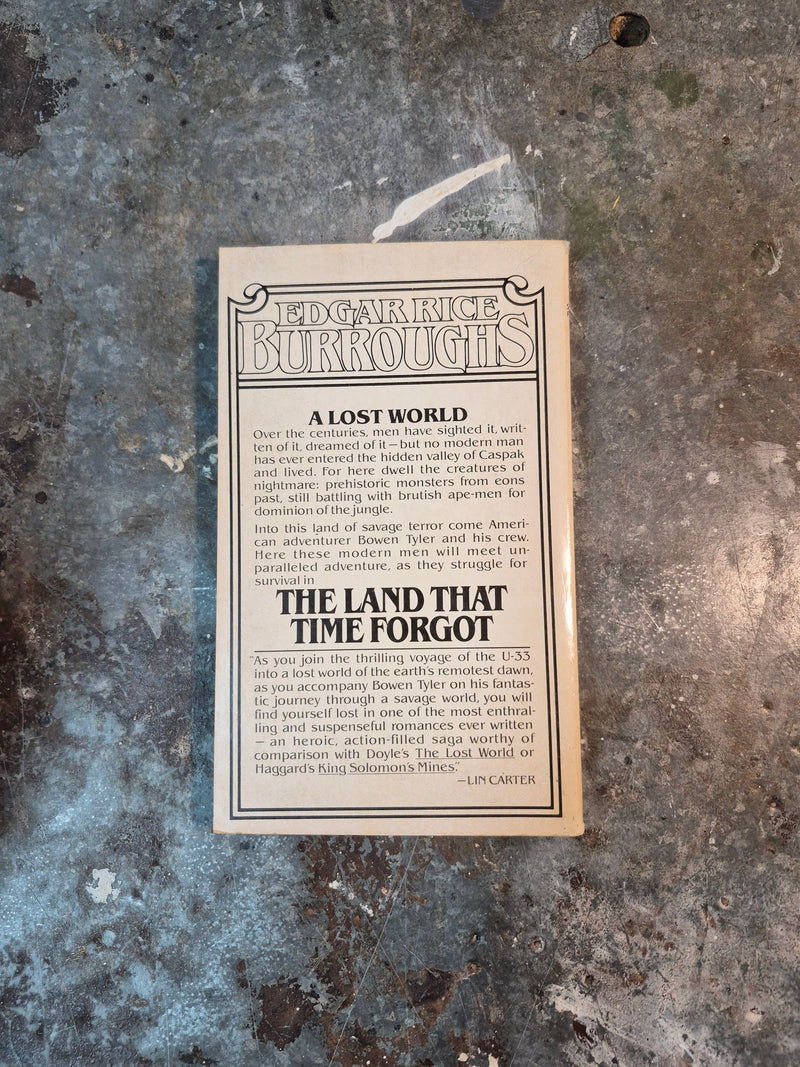 EDGAR RICE
BURROUGHS
A LOST WORLD
Over the centuries, men have sighted it, writ-
ten of it, dreamed of it—but no modern man
has ever entered the hidden valley of Caspak
and lived. For here dwell the creatures of
nightmare: prehistoric monsters from eons
past, still battling with brutish ape-men for
dominion of the jungle.
Into this land of savage terror come Ameri-
can adventurer Bowen Tyler and his crew.
Here these modern men will meet un-
paralleled adventure, as they struggle for
survival in
THE LAND THAT
TIME FORGOT
"As you join the thrilling voyage of the U-33
into a lost world of the earth's remotest dawn,
as you accompany Bowen Tyler on his fantas-
tic journey through a savage world, you will
find yourself lost in one of the most enthral-
ling and suspenseful romances ever written
—an heroic, action-filled saga worthy of
comparison with Doyle's The Lost World or
Haggard's King Solomon's Mines."
—LIN CARTER